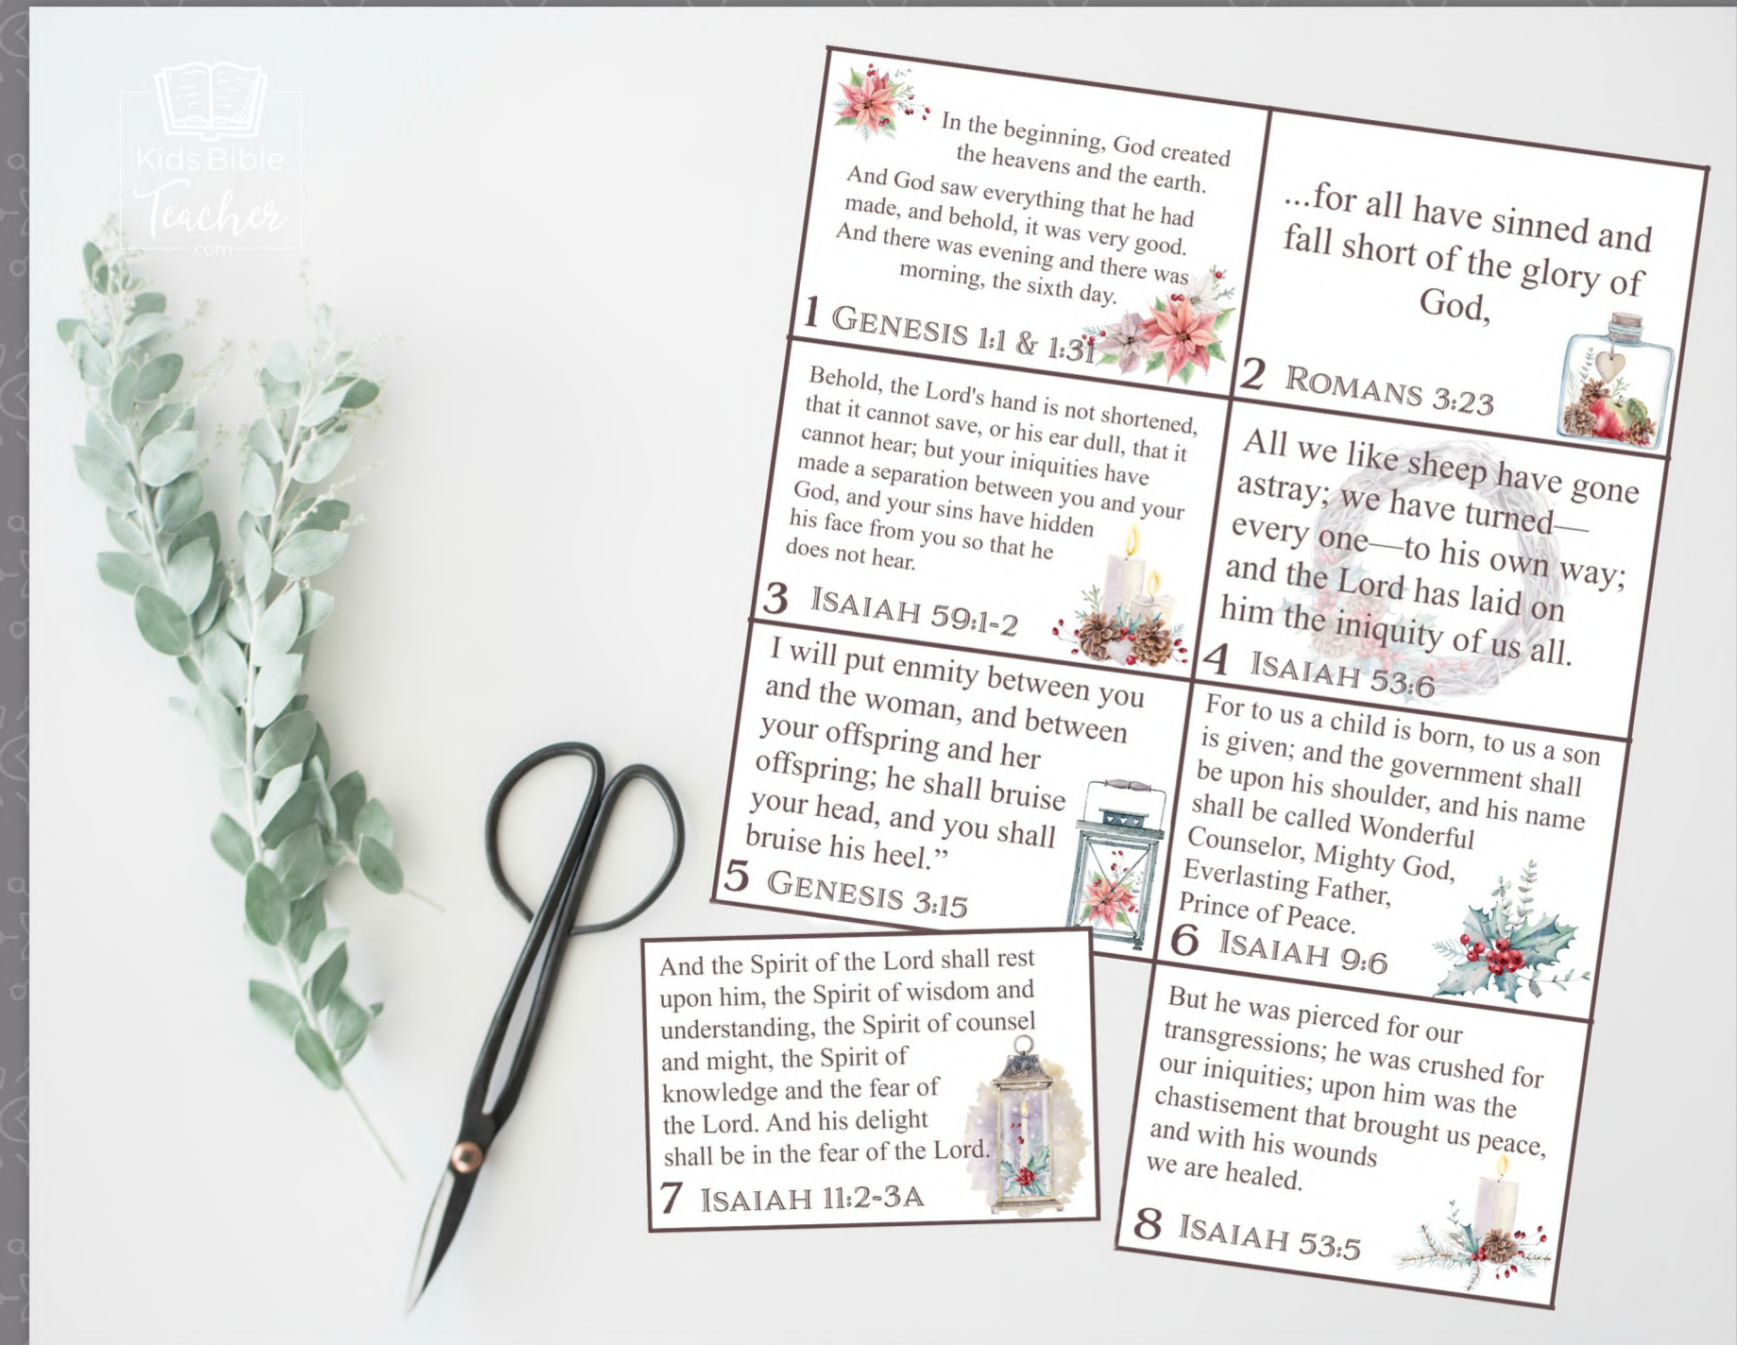 Kids Bible
Teacher
.com
In the beginning, God created
the heavens and the earth.
And God saw everything that he had
made, and behold, it was very good.
And there was evening and there was
morning, the sixth day.
1 GENESIS 1:1 & 1:31
...for all have sinned and
fall short of the glory of
God,
2 ROMANS 3:23
Behold, the Lord's hand is not shortened,
that it cannot save, or his ear dull, that it
cannot hear; but your iniquities have
made a separation between you and your
God, and your sins have hidden
his face from you so that he
does not hear.
3 ISAIAH 59:1-2
All we like sheep have gone
astray; we have turned—
every one—to his own way;
and the Lord has laid on
him the iniquity of us all.
4 ISAIAH 53:6
I will put enmity between you
and the woman, and between
your offspring and her
offspring; he shall bruise
your head, and you shall
bruise his heel.”
5 GENESIS 3:15
For to us a child is born, to us a son
is given; and the government shall
be upon his shoulder, and his name
shall be called Wonderful
Counselor, Mighty God,
Everlasting Father,
Prince of Peace.
6 ISAIAH 9:6
And the Spirit of the Lord shall rest
upon him, the Spirit of wisdom and
understanding, the Spirit of counsel
and might, the Spirit of
knowledge and the fear of
the Lord. And his delight
shall be in the fear of the Lord.
7 ISAIAH 11:2-3A
But he was pierced for our
transgressions; he was crushed for
our iniquities; upon him was the
chastisement that brought us peace,
and with his wounds
we are healed.
8 ISAIAH 53:5